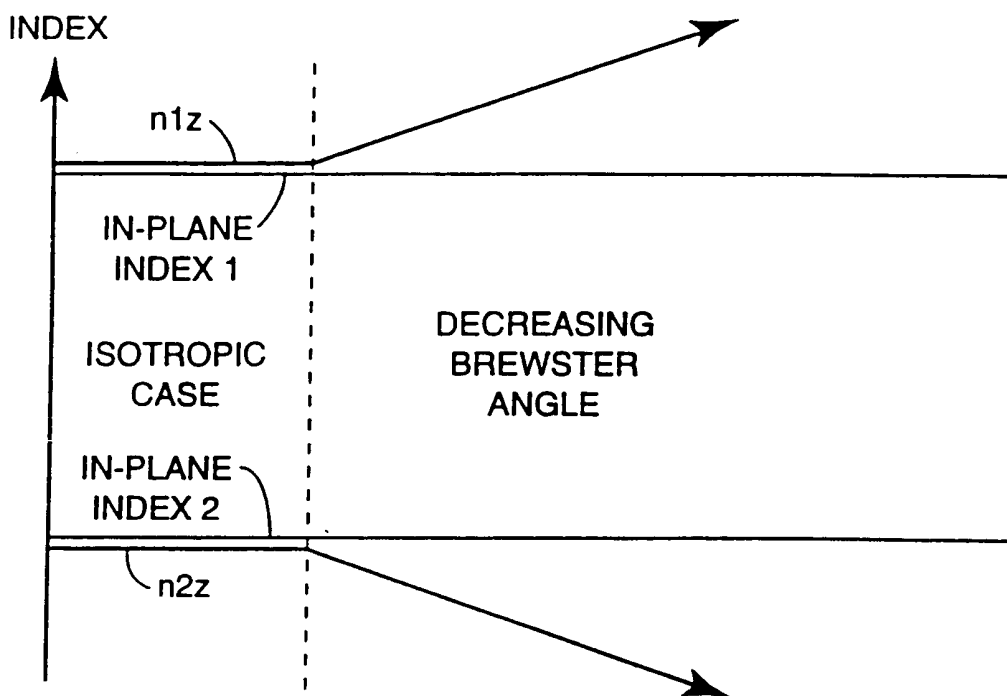 INDEX
n1z
IN-PLANE
INDEX 1
ISOTROPIC
CASE
DECREASING
BREWSTER
ANGLE
IN-PLANE
INDEX 2
n2z